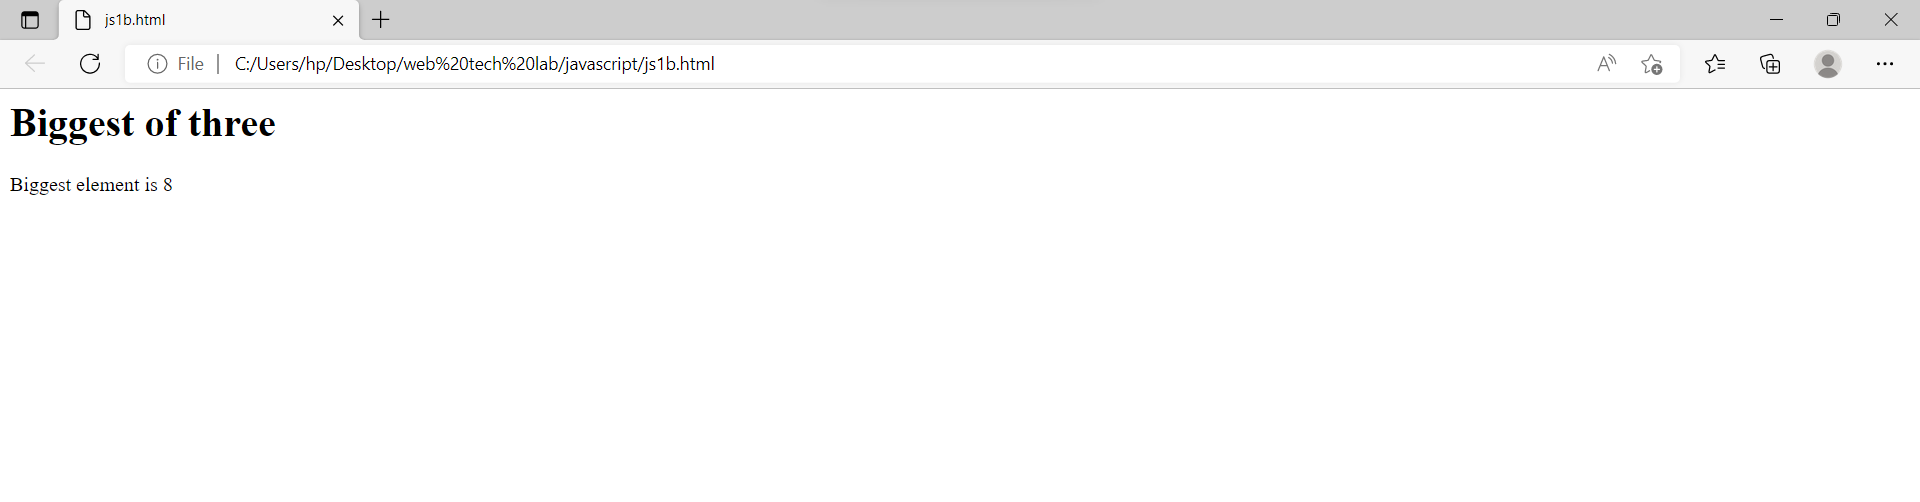 js1b.html
File
C:/Users/hp/Desktop/web%20tech%20lab/javascript/js1b.html
Biggest of three
Biggest element is 8